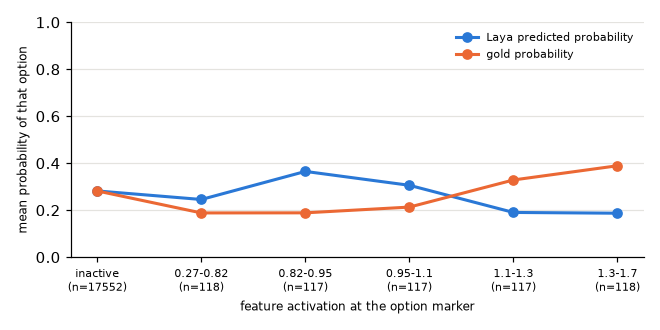 1.0
0.8
0.6
0.4
0.2
0.0
mean probability of that option
Laya predicted probability
gold probability
inactive
(n=17552)
0.27-0.82
(n=118)
0.82-0.95
(n=117)
0.95-1.1
(n=117)
1.1-1.3
(n=117)
1.3-1.7
(n=118)
feature activation at the option marker